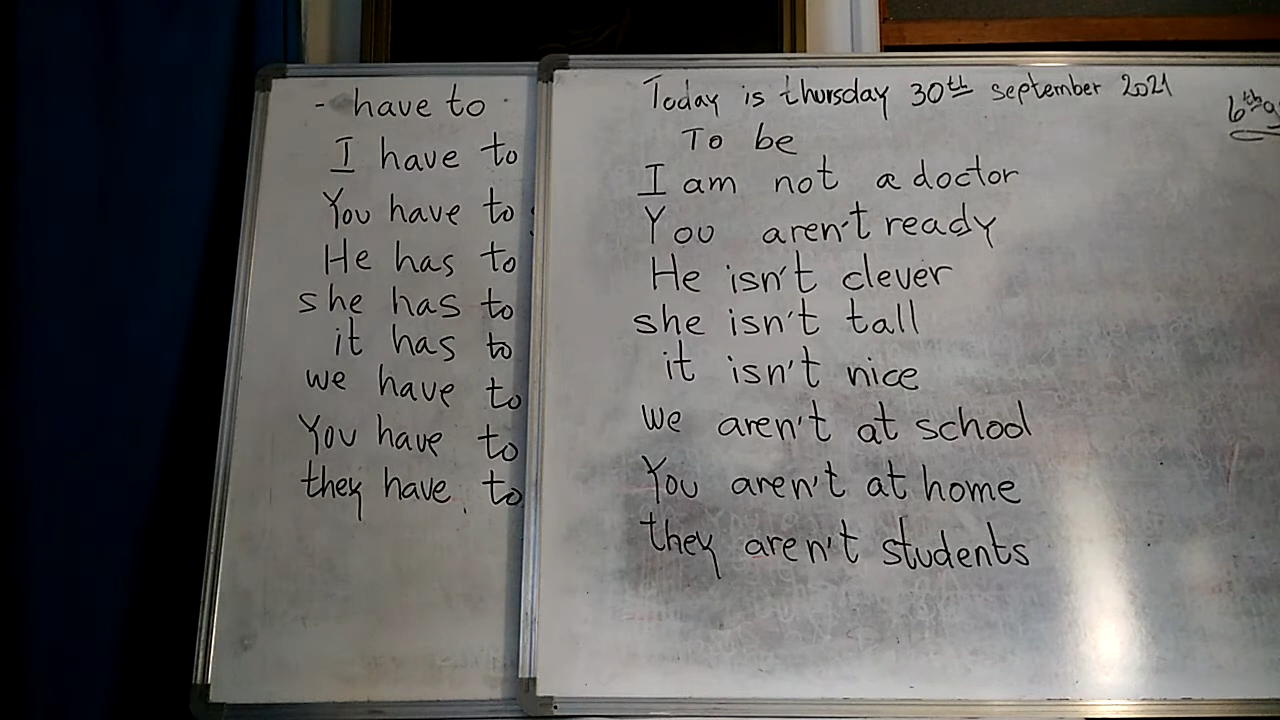 - have to
I have to
You have to
He has to
she has to
it has to
we have to
You have to
they have to
Today is thursday 30th september 2021
6th
To be
I am not a doctor
You aren't ready
He isn't clever
she isn't tall
it isn't nice
we aren't at school
You aren't at home
they aren't students